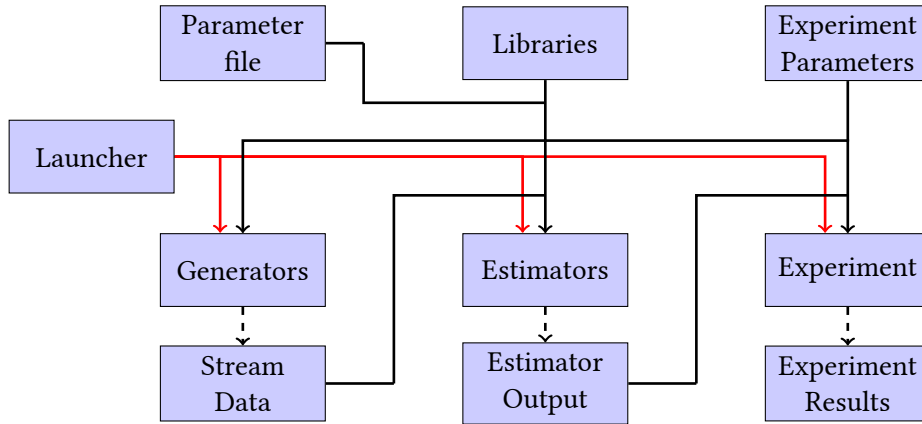 Parameter
file
Libraries
Experiment
Parameters
Launcher
Generators
Estimators
Experiment
Stream
Data
Estimator
Output
Experiment
Results